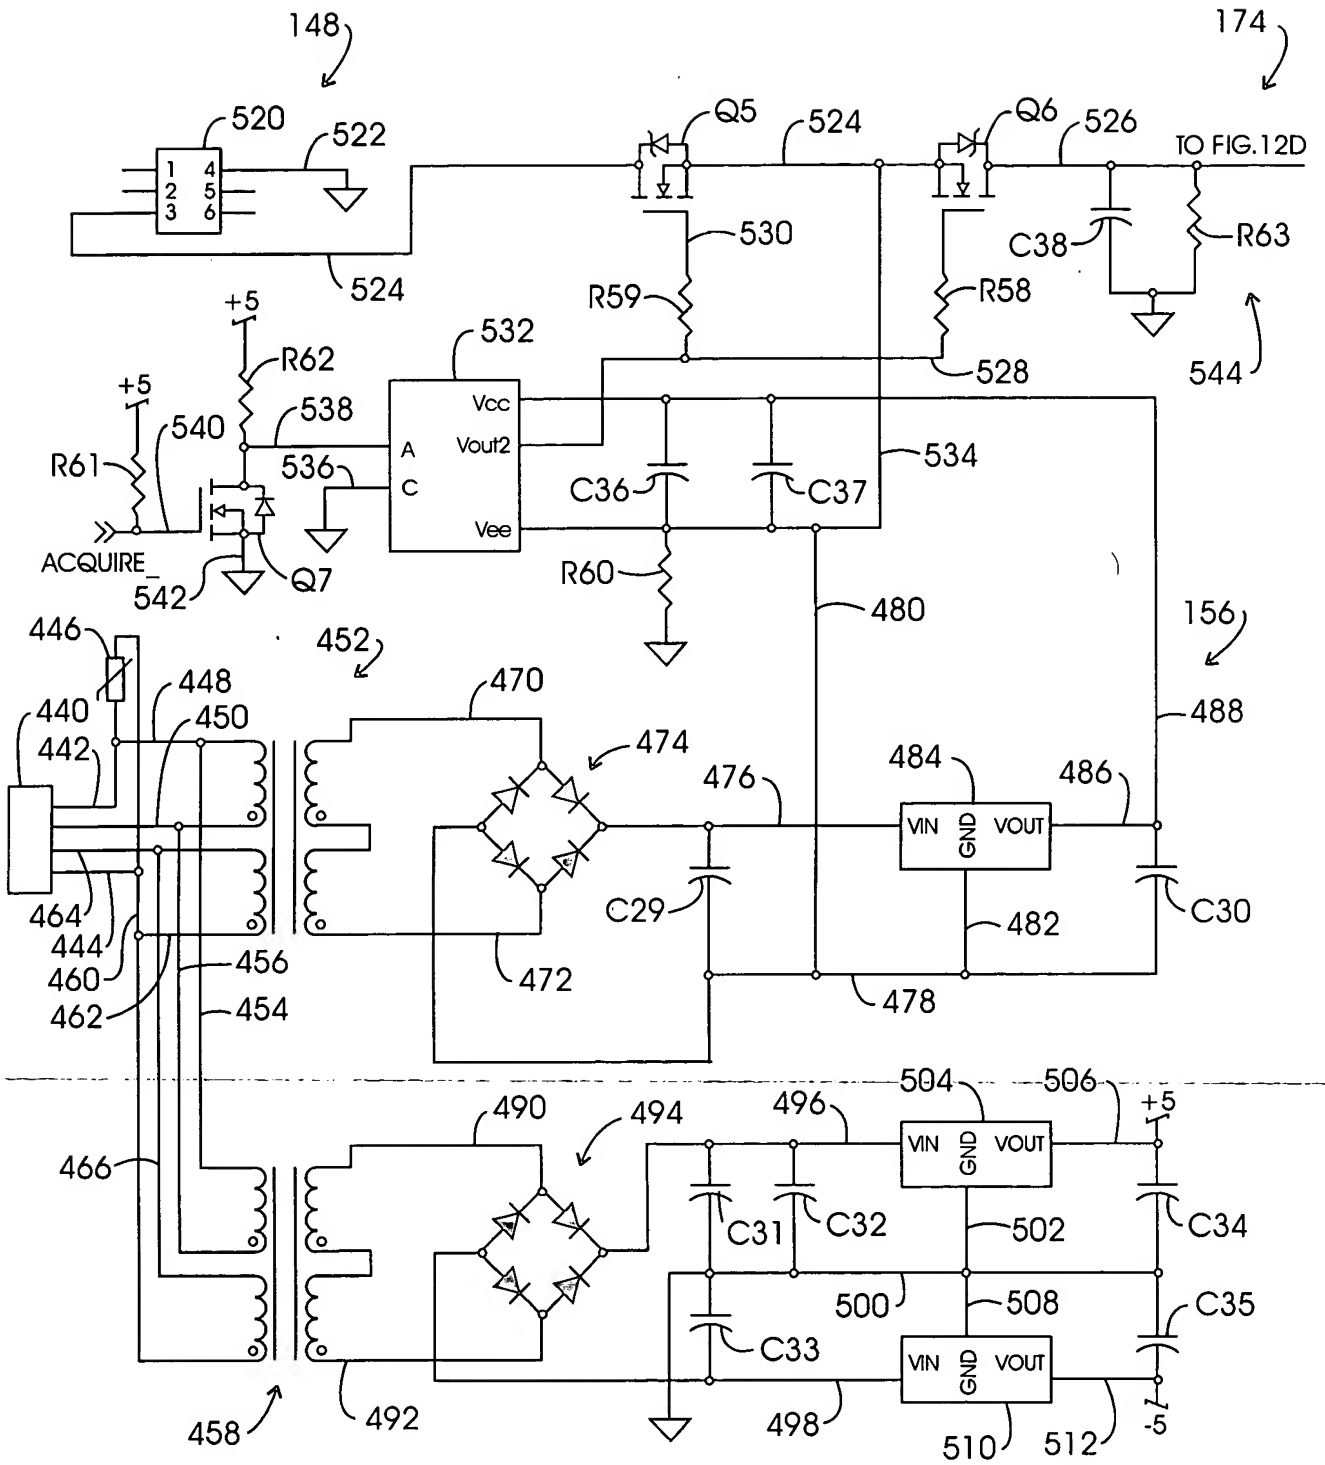 148
174
520
522
Q5
524
Q6
526
TO FIG.12D
1 4
2 5
3 6
530
C38
R63
524
R59
R58
+5
532
R62
528
544
+5
538
Vcc
540
A
Vout2
534
R61
536
C
C36
C37
Vee
ACQUIRE_
542
Q7
R60
480
156
446
452
448
470
440
450
488
442
474
476
484
486
VIN
GND
VOUT
C29
C30
464
482
444
456
460
472
478
462
454
504
506
+5
490
494
496
VIN
GND
VOUT
466
C31
C32
502
C34
500
508
C35
C33
VIN
GND
VOUT
458
492
498
510
512
-5